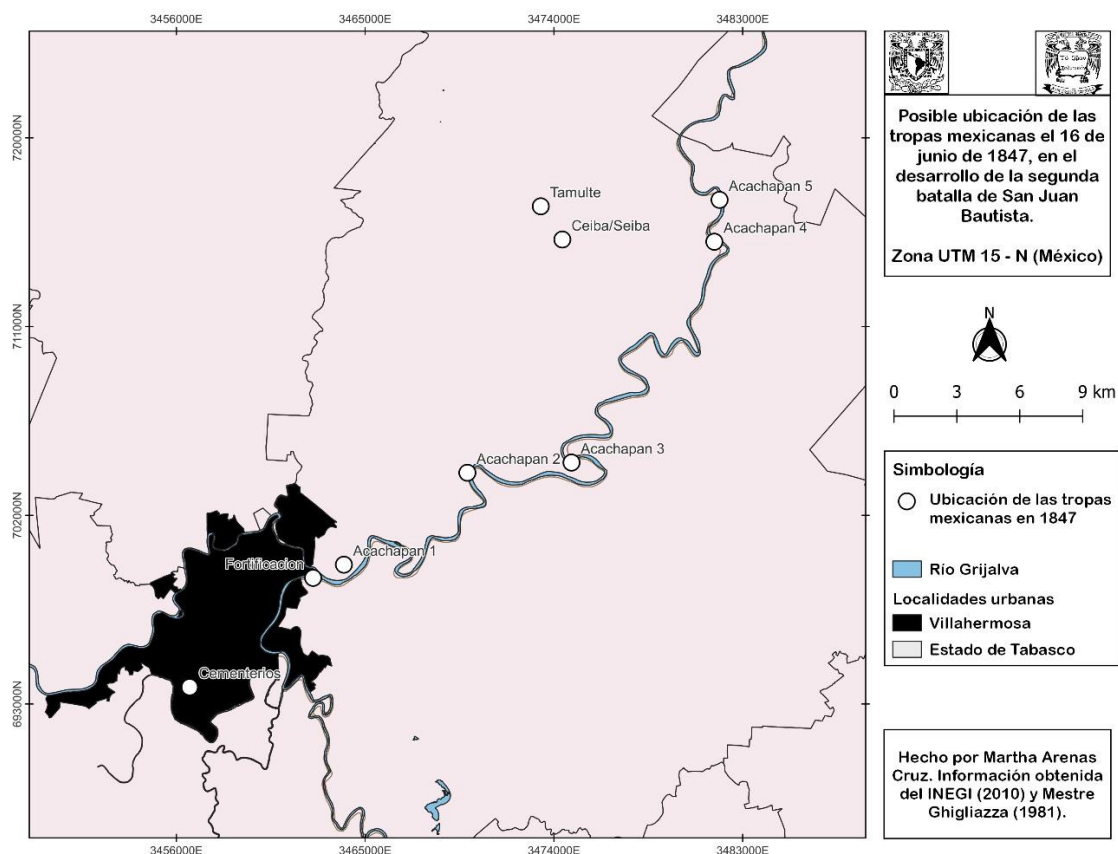 3456000E
3465000E
3474000E
3483000E
720000N
711000N
702000N
693000N
Tamulte
Ceiba/Seiba
Acachapan 5
Acachapan 4
Acachapan 2
Acachapan 3
Acachapan 1
Fortificacion
Cementerios
3456000E
3465000E
3474000E
3483000E
Posible ubicación de las
tropas mexicanas el 16 de
junio de 1847, en el
desarrollo de la segunda
batalla de San Juan
Bautista.
Zona UTM 15 - N (México)
N
0 3 6 9 km
Simbología
Ubicación de las tropas
mexicanas en 1847
Río Grijalva
Localidades urbanas
Villahermosa
Estado de Tabasco
Hecho por Martha Arenas
Cruz. Información obtenida
del INEGI (2010) y Mestre
Ghigliazza (1981).